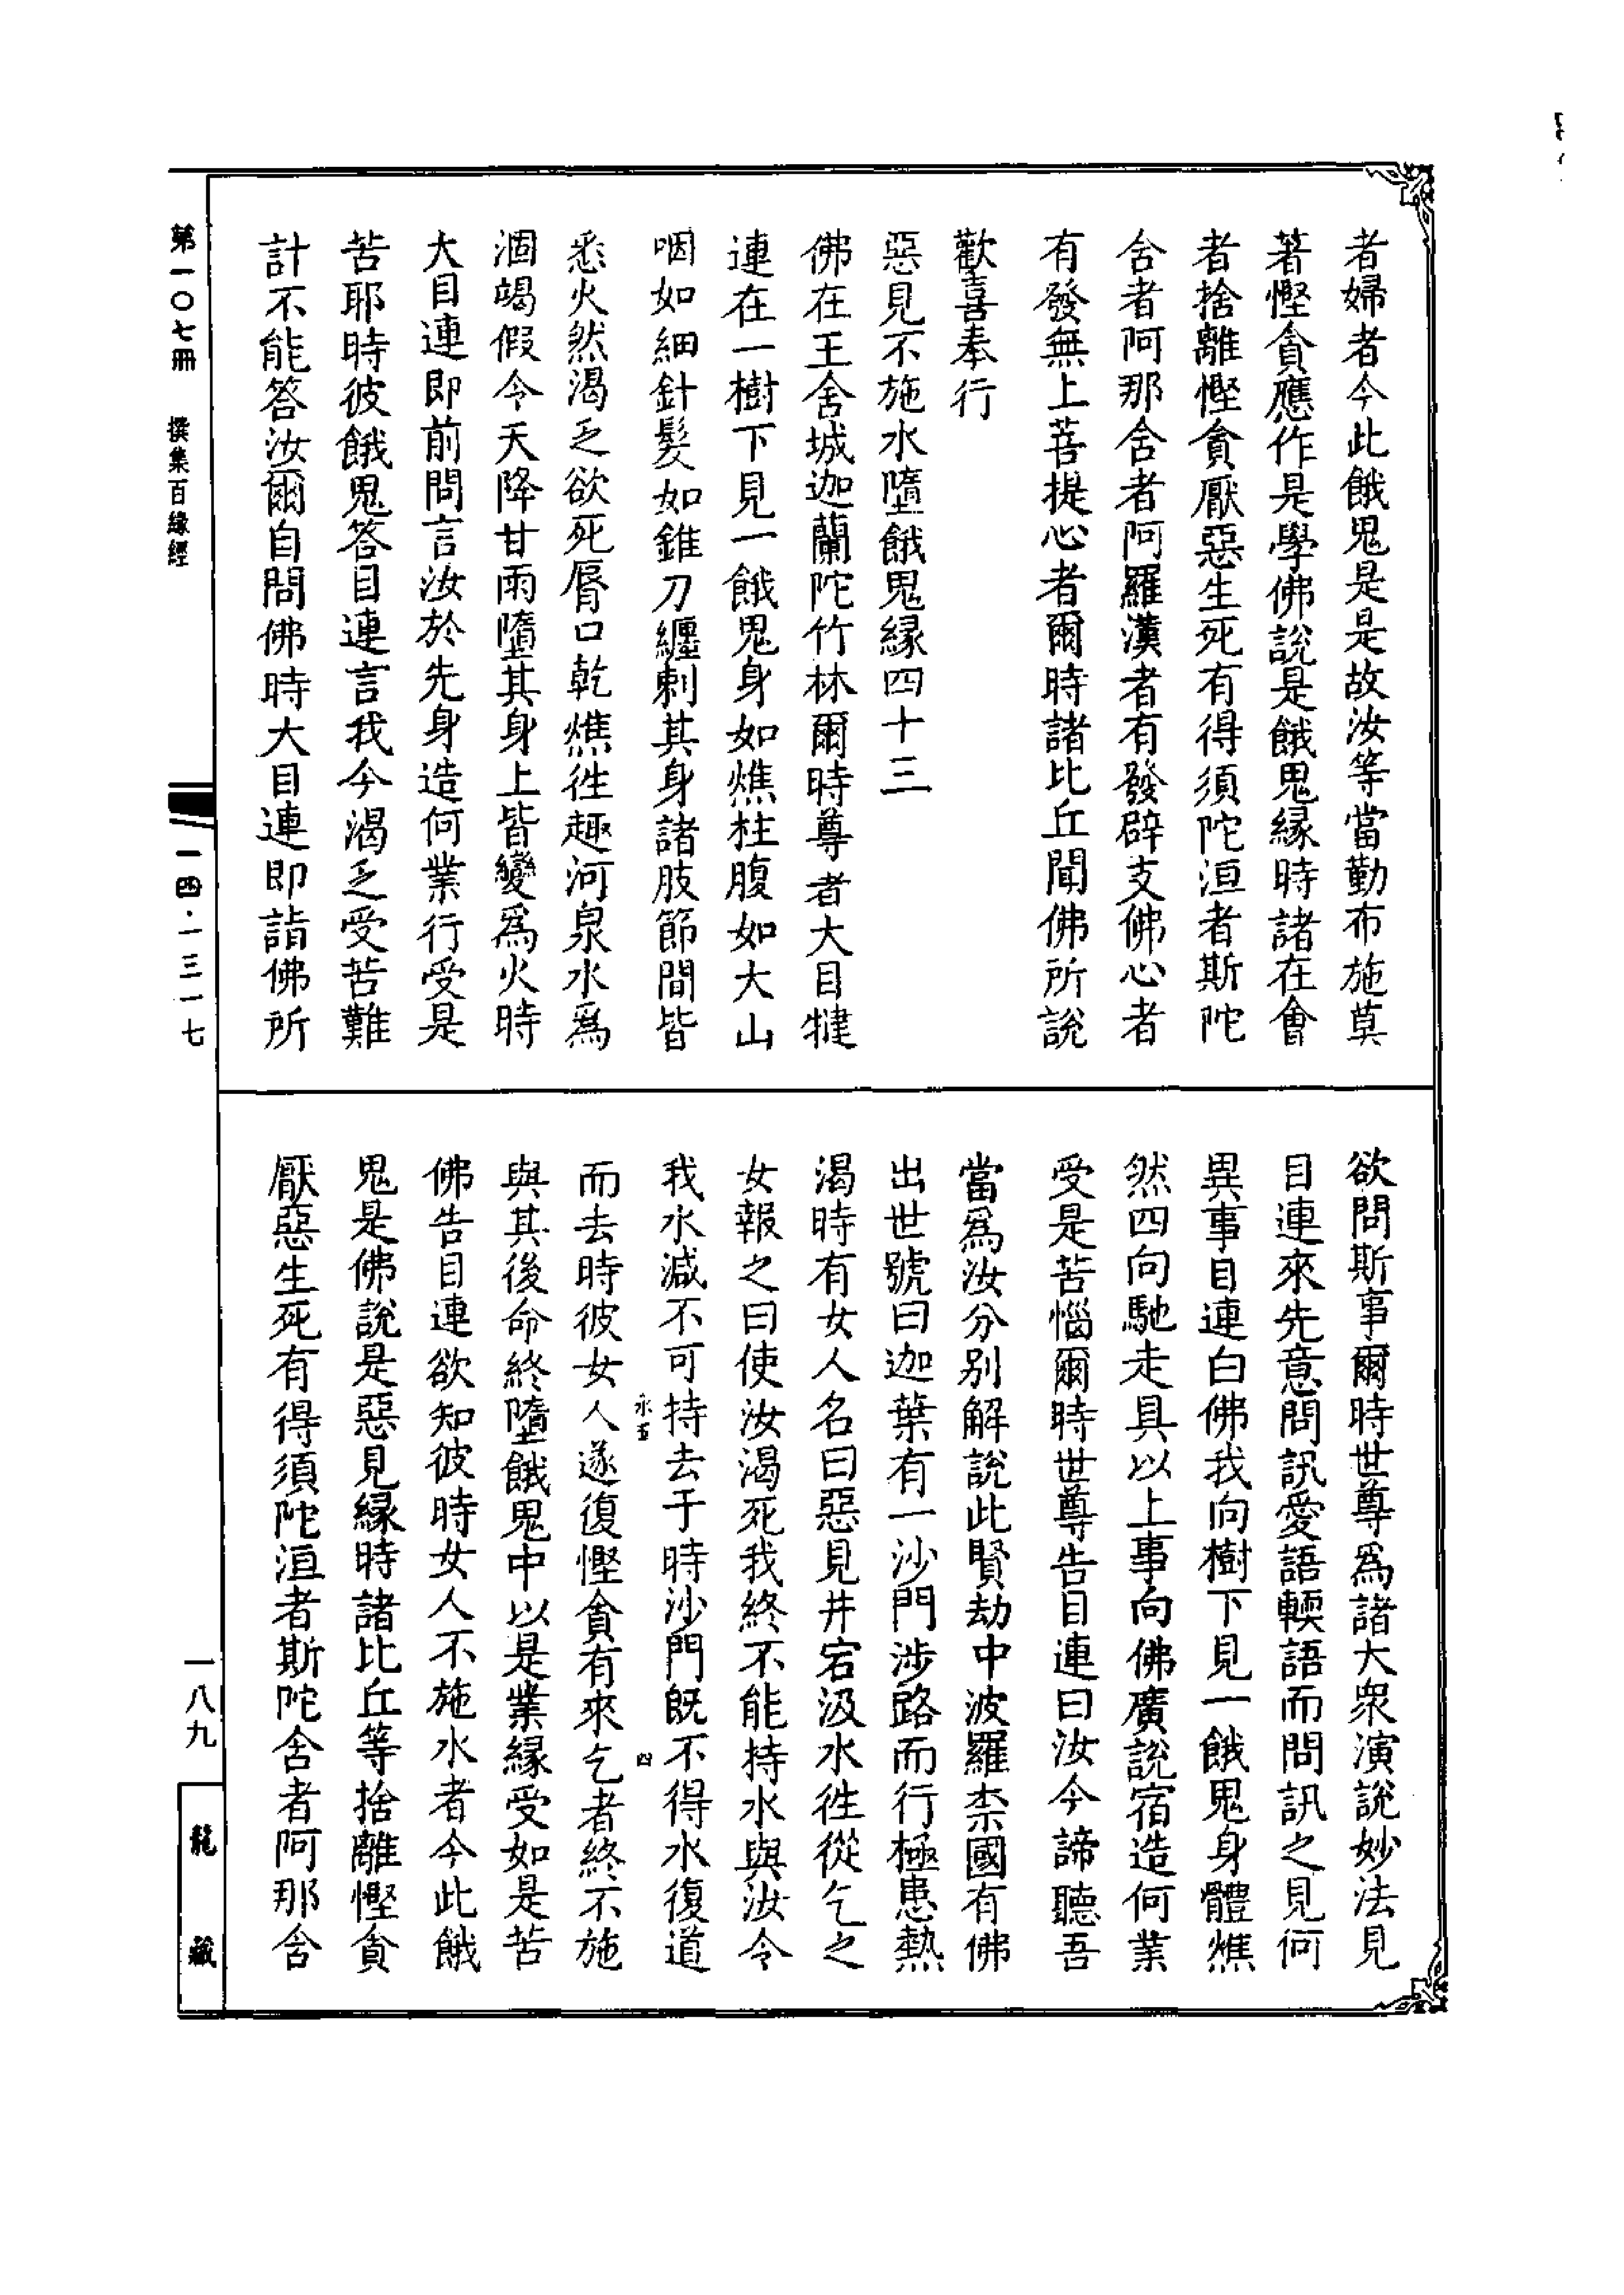 者婦者今此餓鬼是是故汝等當勤布施莫
著慳貪應作是學佛說是餓鬼緣時諸在會
者捨離慳貪厭惡生死有得須陀洹者斯陀
舍者阿那舍者阿羅漢者有發辟支佛心者
有發無上菩提心者爾時諸比丘聞佛所說
歡喜奉行
惡見不施水墮餓鬼緣四十三
佛在王舍城迦蘭陀竹林爾時尊者大目犍
連在一樹下見一餓鬼身如燋柱腹如大山
咽如細針髮如錐刀纏刺其身諸肢節間皆
悉火然渴乏欲死脣口乾燋往趣河泉水爲
涸竭假令天降甘雨墮其身上皆變爲火時
大目連即前問言汝於先身造何業行受是
苦耶時彼餓鬼答目連言我今渴乏受苦難
計不能答汝爾自問佛時大目連即詣佛所
欲問斯事爾時世尊爲諸大衆演說妙法見
目連來先意問訊愛語輭語而問訊之見何
異事目連白佛我向樹下見一餓鬼身體燋
然四向馳走具以上事向佛廣說宿造何業
受是苦惱爾時世尊告目連曰汝今諦聽吾
當爲汝分别解說此賢劫中波羅柰國有佛
出世號曰迦葉有一沙門涉路而行極患熱
渴時有女人名曰惡見井宕汲水往從乞之
女報之曰使汝渴死我終不能持水與汝令
我水減不可持去于時沙門既不得水復道
而去時彼女人遂復慳貪有來乞者終不施
與其後命終墮餓鬼中以是業緣受如是苦
佛告目連欲知彼時女人不施水者今此餓
鬼是佛說是惡見緣時諸比丘等捨離慳貪
厭惡生死有得須陀洹者斯陀含者阿那含
第一〇七冊 撰集百緣經
一四·一三一七
一八九
龍藏